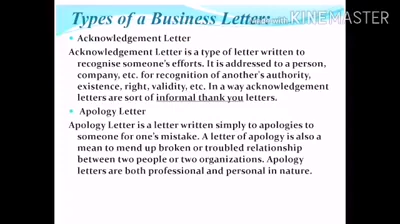 Types of a Business Letter:
Made with KINEMASTER
• Acknowledgement Letter
Acknowledgement Letter is a type of letter written to
recognise someone's efforts. It is addressed to a person,
company, etc. for recognition of another's authority,
existence, right, validity, etc. In a way acknowledgement
letters are sort of informal thank you letters.
• Apology Letter
Apology Letter is a letter written simply to apologies to
someone for one's mistake. A letter of apology is also a
mean to mend up broken or troubled relationship
between two people or two organizations. Apology
letters are both professional and personal in nature.